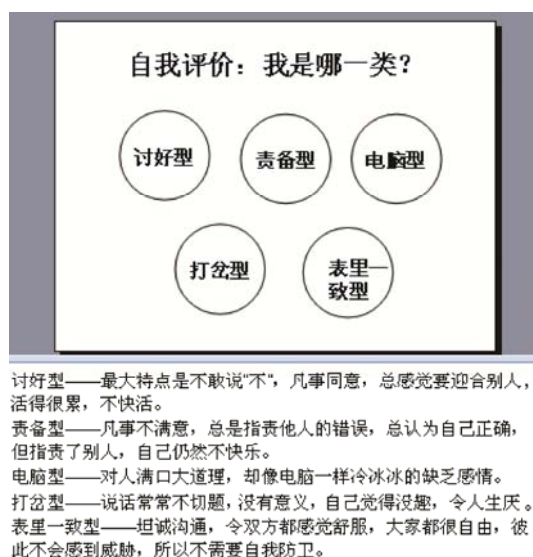 自我评价：我是哪一类？
讨好型
责备型
电脑型
打岔型
表里一
致型
讨好型——最大特点是不敢说"不"，凡事同意，总感觉要迎合别人，
活得很累，不快活。
责备型——凡事不满意，总是指责他人的错误，总认为自己正确，
但指责了别人，自己仍然不快乐。
电脑型——对人满口大道理，却像电脑一样冷冰冰的缺乏感情。
打岔型——说话常常不切题，没有意义，自己觉得没趣，令人生厌。
表里一致型——坦诚沟通，令双方都感觉舒服，大家都很自由，彼
此不会感到威胁，所以不需要自我防卫。